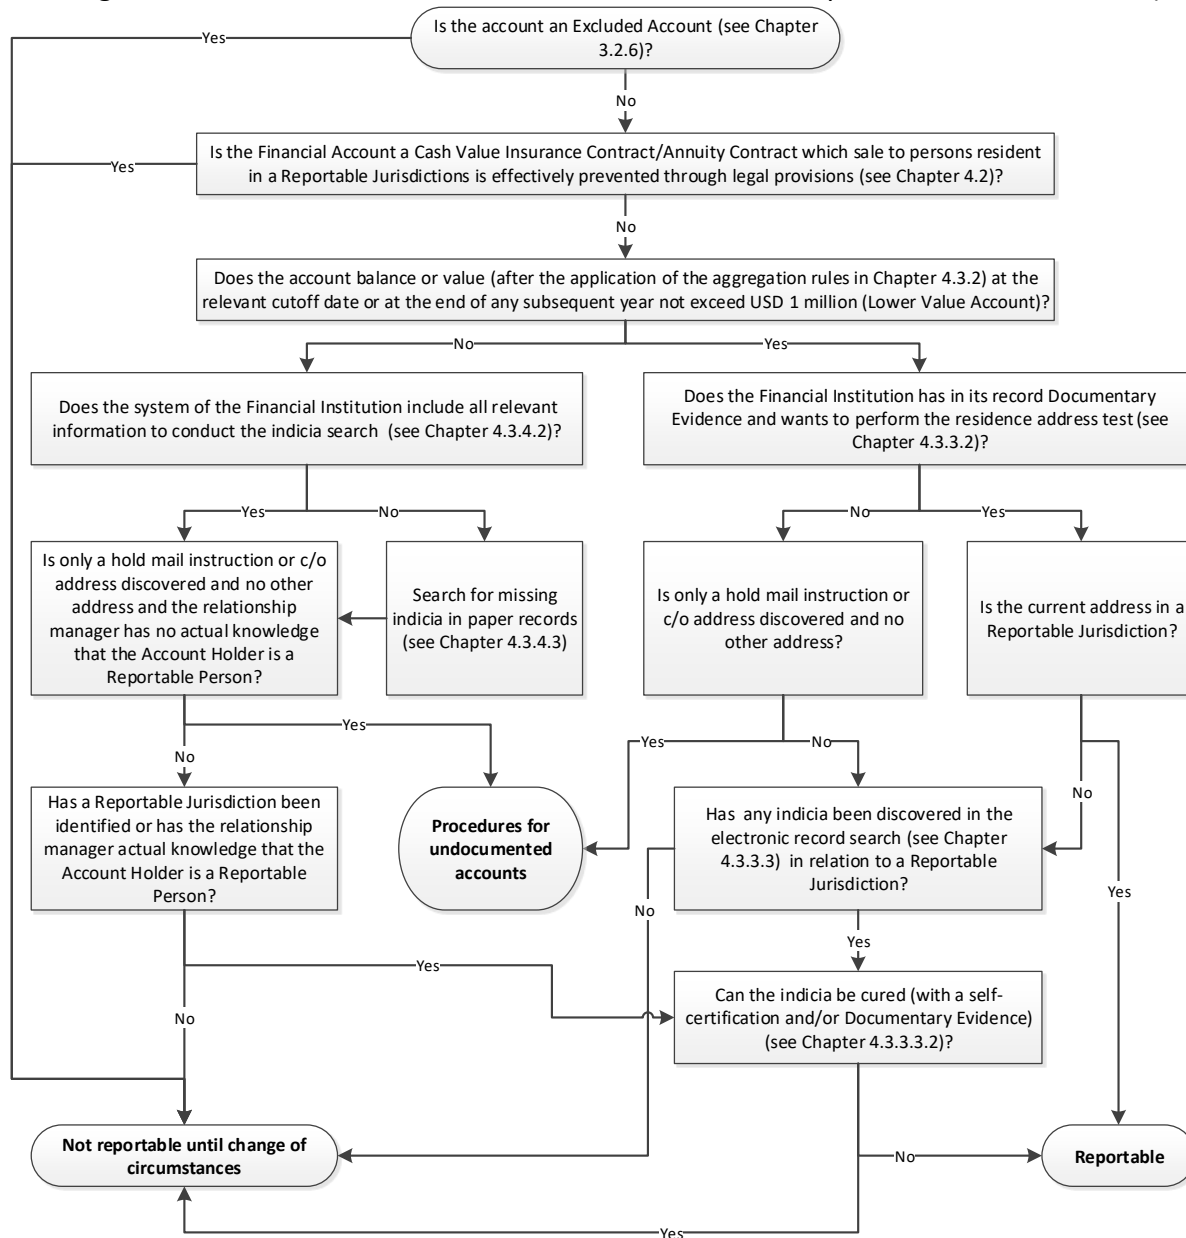 Yes
Is the account an Excluded Account (see Chapter
3.2.6)?
No
Yes
Is the Financial Account a Cash Value Insurance Contract/Annuity Contract which sale to persons resident
in a Reportable Jurisdictions is effectively prevented through legal provisions (see Chapter 4.2)?
No
Does the account balance or value (after the application of the aggregation rules in Chapter 4.3.2) at the
relevant cutoff date or at the end of any subsequent year not exceed USD 1 million (Lower Value Account)?
No
Yes
Does the system of the Financial Institution include all relevant
information to conduct the indicia search (see Chapter 4.3.4.2)?
Does the Financial Institution has in its record Documentary
Evidence and wants to perform the residence address test (see
Chapter 4.3.3.2)?
Yes
No
No
Yes
Is only a hold mail instruction or c/o
address discovered and no other
address and the relationship
manager has no actual knowledge
that the Account Holder is a
Reportable Person?
Search for missing
indicia in paper records
(see Chapter 4.3.4.3)
Is only a hold mail instruction or
c/o address discovered and no
other address?
Is the current address in a
Reportable Jurisdiction?
Yes
No
Yes
No
No
Yes
Has a Reportable Jurisdiction been
identified or has the relationship
manager actual knowledge that the
Account Holder is a Reportable
Person?
Procedures for
undocumented
accounts
Has any indicia been discovered in the
electronic record search (see Chapter
4.3.3.3) in relation to a Reportable
Jurisdiction?
No
Yes
Yes
No
Can the indicia be cured (with a self-
certification and/or Documentary Evidence)
(see Chapter 4.3.3.3.2)?
Not reportable until change of
circumstances
No
Reportable
Yes